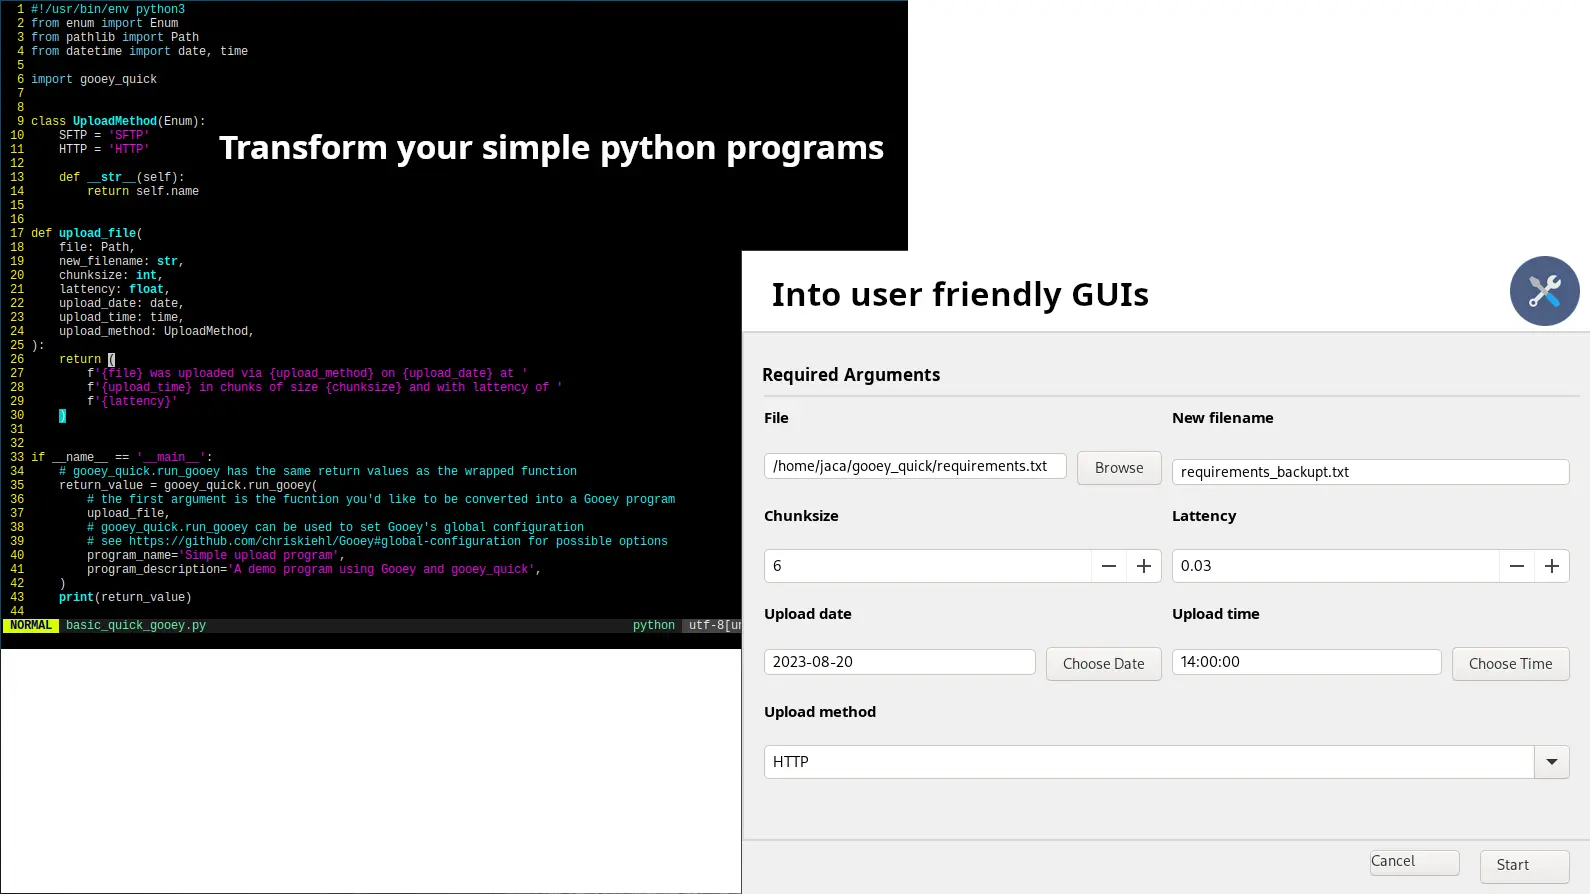 1 #!/usr/bin/env python3
2 from enum import Enum
3 from pathlib import Path
4 from datetime import date, time
5
6 import gooey_quick
7
8
9 class UploadMethod(Enum):
10     SFTP = 'SFTP'
11     HTTP = 'HTTP'
12
13     def __str__(self):
14         return self.name
15
16
17 def upload_file(
18     file: Path,
19     new_filename: str,
20     chunksize: int,
21     lattency: float,
22     upload_date: date,
23     upload_time: time,
24     upload_method: UploadMethod,
25 ):
26     return (
27         f'{file} was uploaded via {upload_method} on {upload_date} at '
28         f'{upload_time} in chunks of size {chunksize} and with lattency of '
29         f'{lattency}'
30     )
31
32
33 if __name__ == '__main__':
34     # gooey_quick.run_gooey has the same return values as the wrapped function
35     return_value = gooey_quick.run_gooey(
36         # the first argument is the fucntion you'd like to be converted into a Gooey program
37         upload_file,
38         # gooey_quick.run_gooey can be used to set Gooey's global configuration
39         # see https://github.com/chriskiehl/Gooey#global-configuration for possible options
40         program_name='Simple upload program',
41         program_description='A demo program using Gooey and gooey_quick',
42     )
43     print(return_value)
44
NORMAL basic_quick_gooey.py python utf-8[un
Transform your simple python programs
Into user friendly GUIs
Required Arguments
File New filename
/home/jaca/gooey_quick/requirements.txt Browse requirements_backupt.txt
Chunksize Lattency
6 — + 0.03 — +
Upload date Upload time
2023-08-20 Choose Date 14:00:00 Choose Time
Upload method
HTTP
Cancel Start